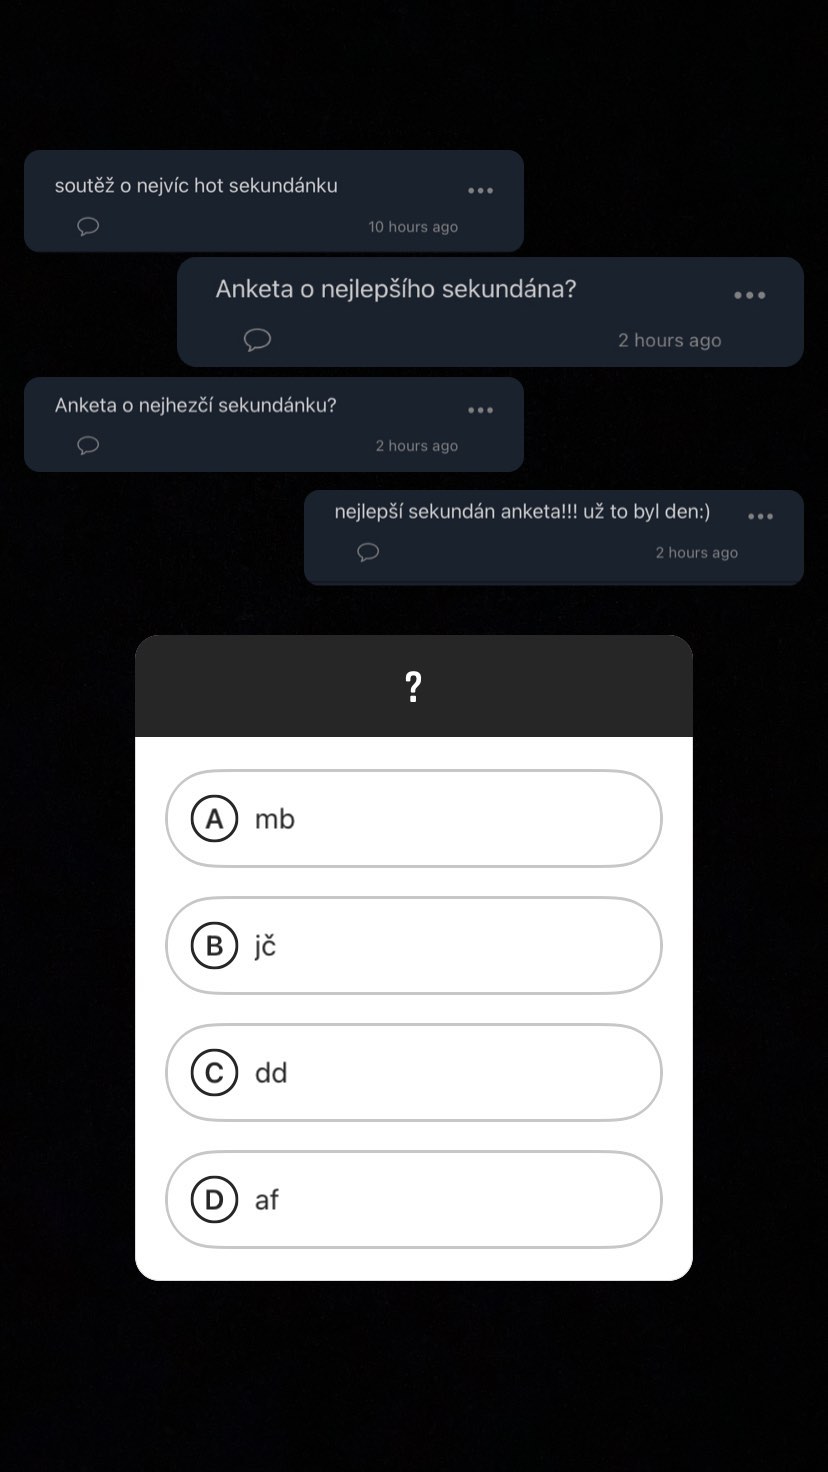 soutěž o nejvíc hot sekundánku
10 hours ago
Anketa o nejlepšího sekundána?
2 hours ago
Anketa o nejhezčí sekundánku?
2 hours ago
nejlepší sekundán anketa!!! už to byl den:)
2 hours ago
?
A mb
B jč
C dd
D af